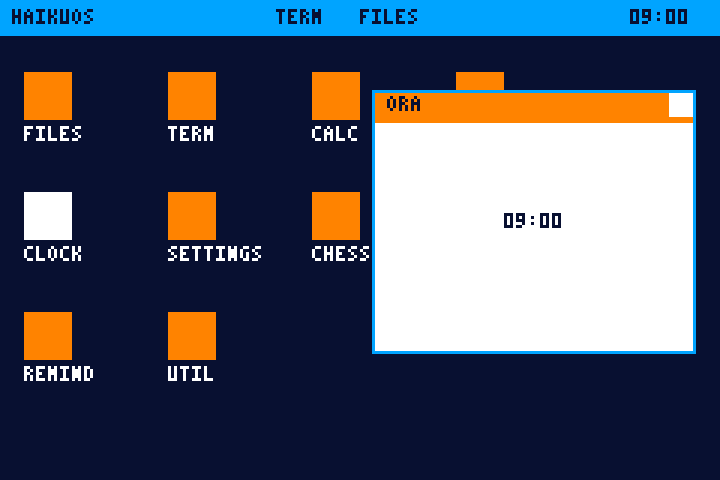 HAIKUOS TERM FILES 09:00
ORA
FILES TERM CALC
09:00
CLOCK SETTINGS CHESS
REMIND UTIL